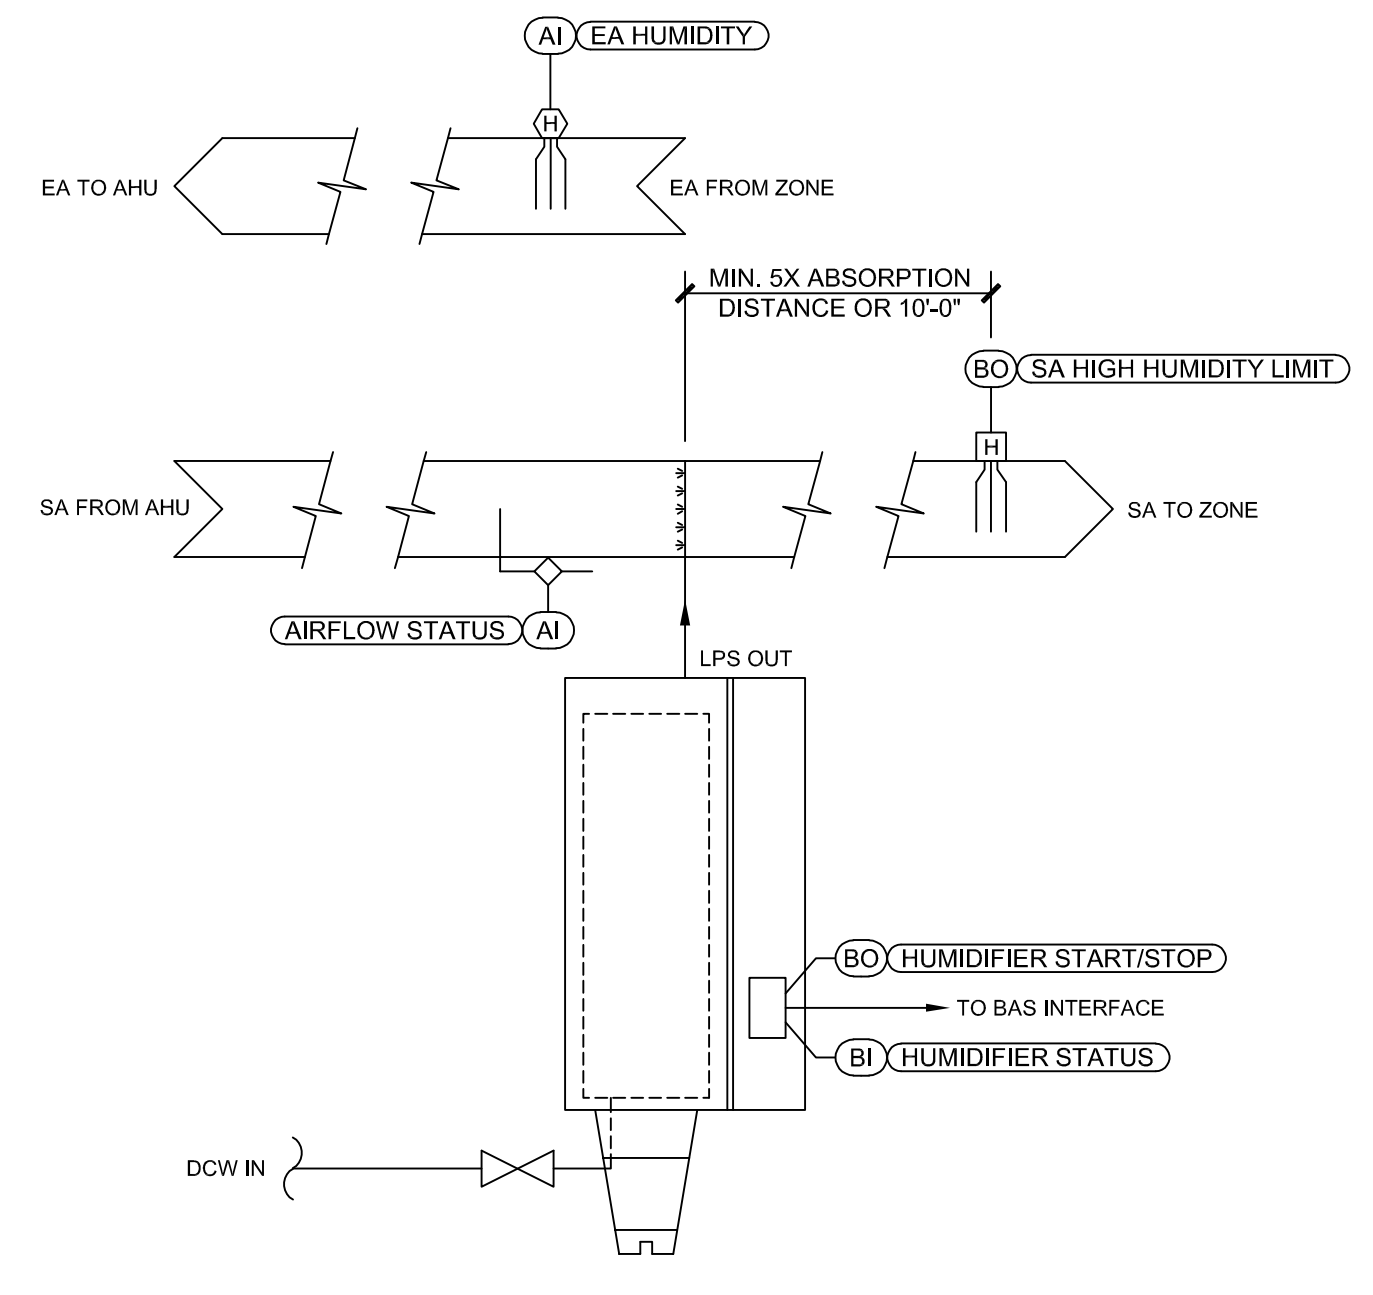 AI EA HUMIDITY
H
EA TO AHU
EA FROM ZONE
MIN. 5X ABSORPTION
DISTANCE OR 10'-0"
BO SA HIGH HUMIDITY LIMIT
H
SA FROM AHU
SA TO ZONE
AIRFLOW STATUS AI
LPS OUT
BO HUMIDIFIER START/STOP
TO BAS INTERFACE
BI HUMIDIFIER STATUS
DCW IN